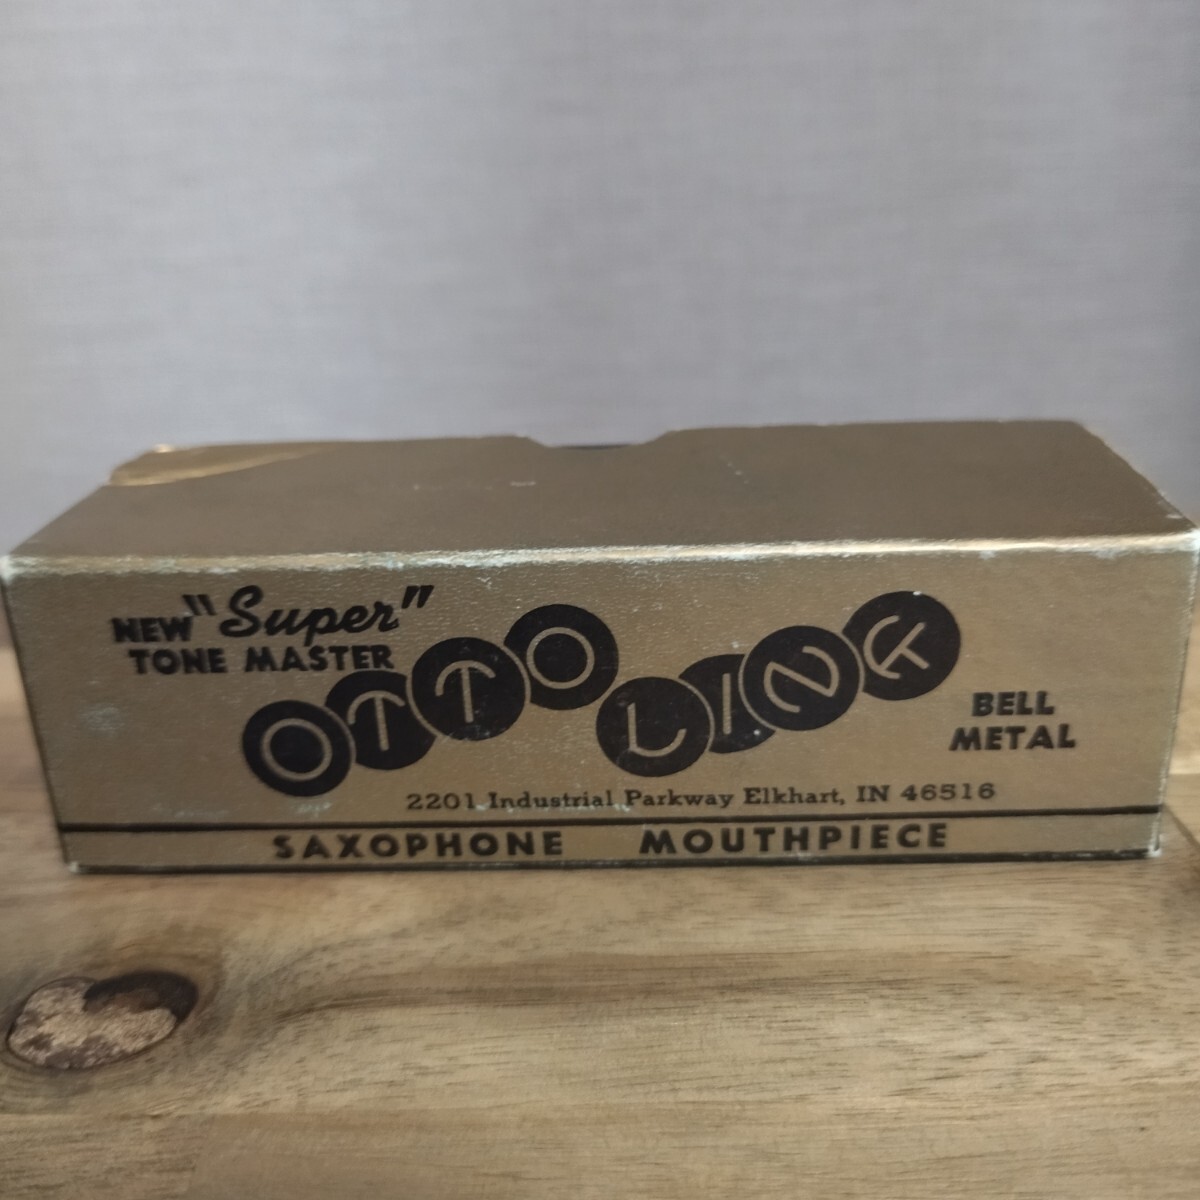 NEW "Super"
TONE MASTER
OTTO LINK
BELL
METAL
2201 Industrial Parkway Elkhart, IN 46516
SAXOPHONE MOUTHPIECE